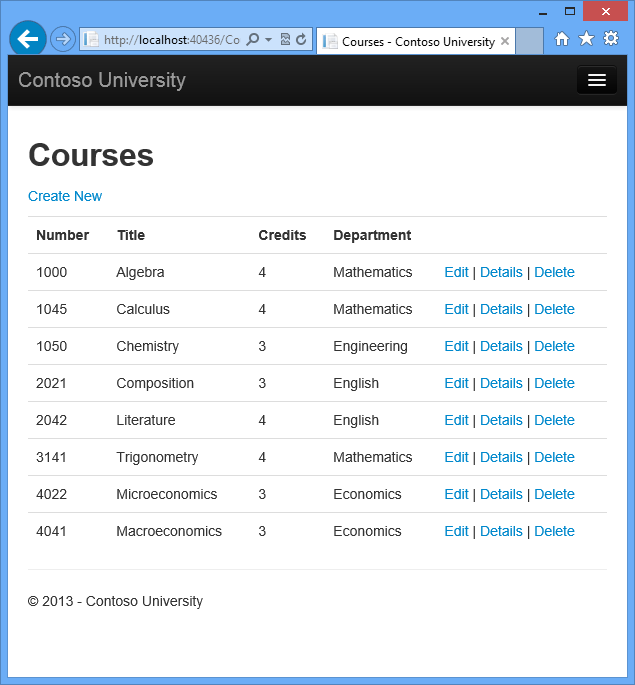 http://localhost:40436/Co
Courses - Contoso University
Contoso University
Courses
Create New
Number Title Credits Department
1000 Algebra 4 Mathematics Edit | Details | Delete
1045 Calculus 4 Mathematics Edit | Details | Delete
1050 Chemistry 3 Engineering Edit | Details | Delete
2021 Composition 3 English Edit | Details | Delete
2042 Literature 4 English Edit | Details | Delete
3141 Trigonometry 4 Mathematics Edit | Details | Delete
4022 Microeconomics 3 Economics Edit | Details | Delete
4041 Macroeconomics 3 Economics Edit | Details | Delete
© 2013 - Contoso University